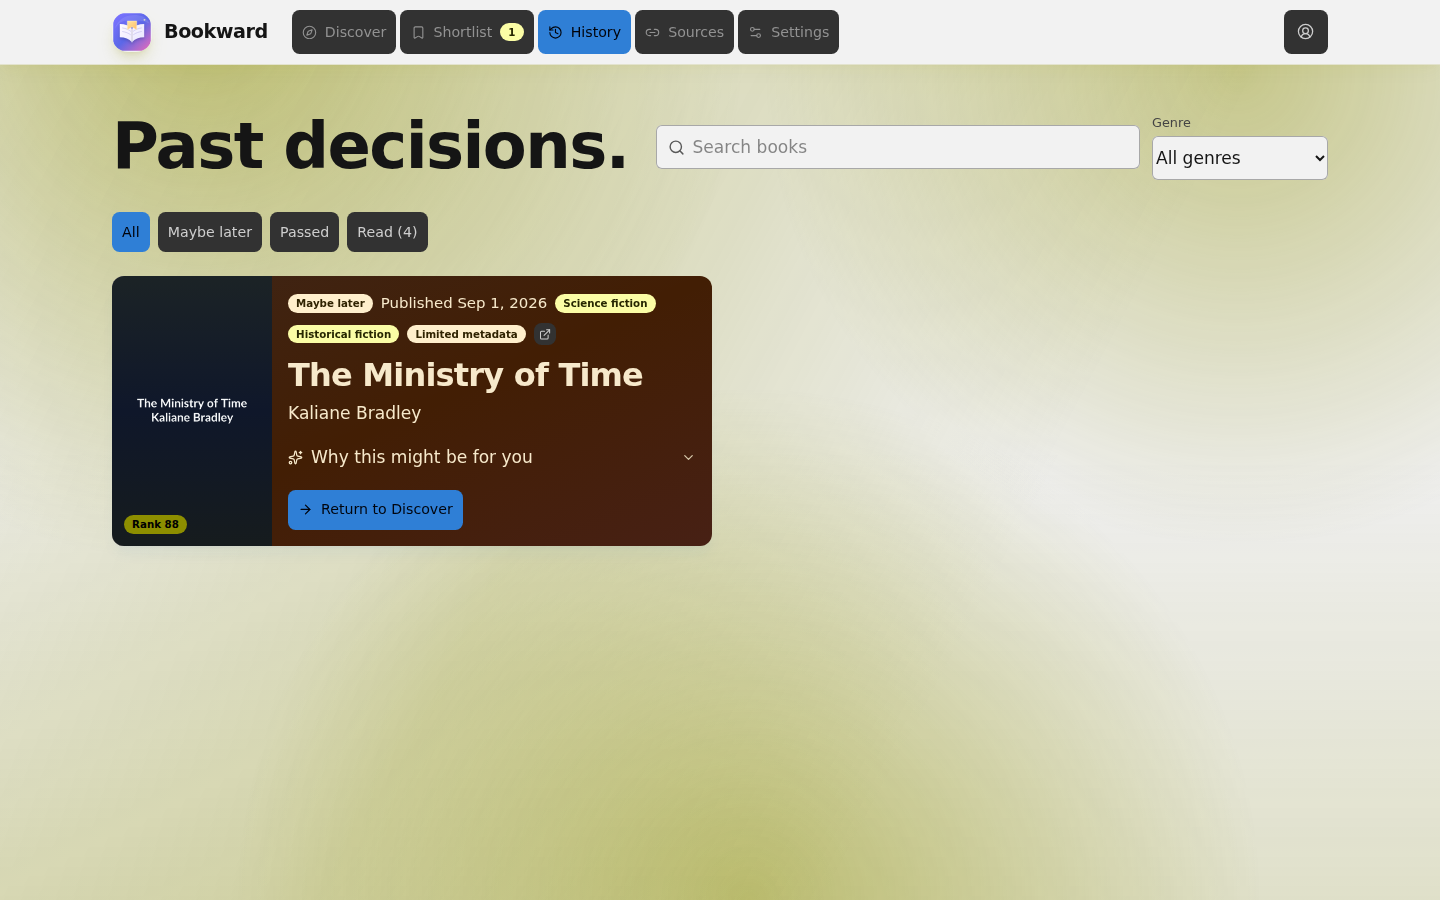 Bookward
Discover
Shortlist 1
History
Sources
Settings
Past decisions.
Search books
Genre
All genres
All
Maybe later
Passed
Read (4)
The Ministry of Time
Kaliane Bradley
Rank 88
Maybe later Published Sep 1, 2026 Science fiction
Historical fiction Limited metadata
The Ministry of Time
Kaliane Bradley
Why this might be for you
Return to Discover